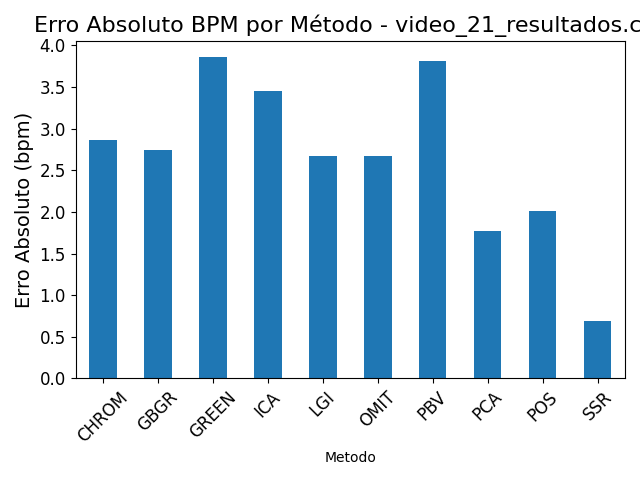 Erro Absoluto BPM por Método - video_21_resultados.c
Erro Absoluto (bpm)
4.0
3.5
3.0
2.5
2.0
1.5
1.0
0.5
0.0
CHROM GBGR GREEN ICA LGI OMIT PBV PCA POS SSR
Metodo